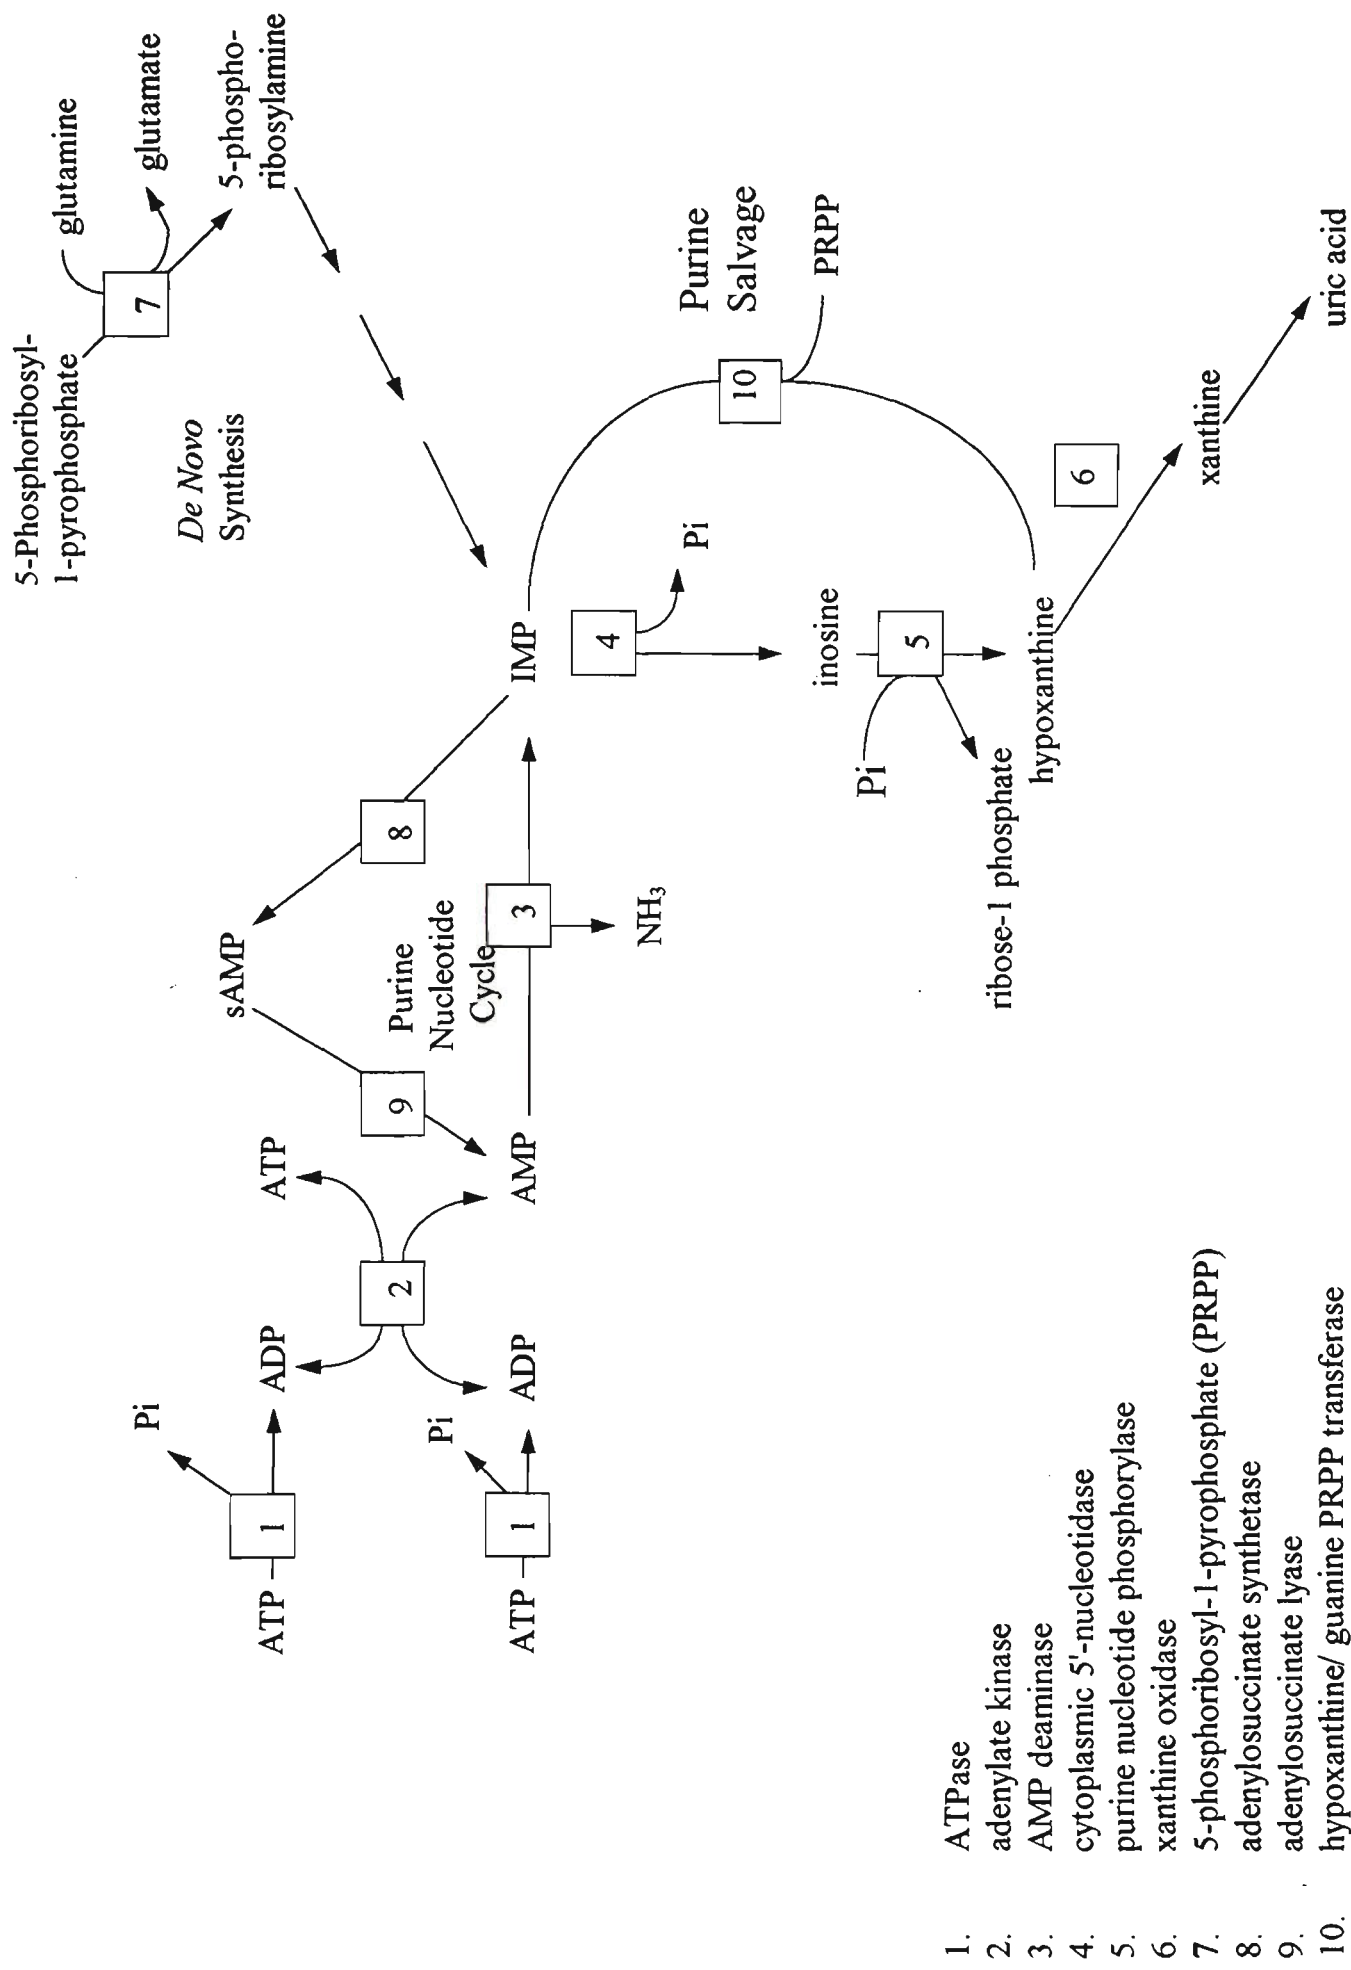 5-Phosphoribosyl-
1-pyrophosphate
7
glutamine
glutamate
5-phospho-
ribosylamine
De Novo
Synthesis
Pi
ATP
1
ADP
ATP
2
sAMP
9
8
Purine
Nucleotide
Cycle
Pi
ATP
1
ADP
AMP
3
NH3
IMP
4
Pi
10
Purine
Salvage
PRPP
inosine
Pi
5
ribose-1 phosphate
hypoxanthine
6
xanthine
uric acid
1. ATPase
2. adenylate kinase
3. AMP deaminase
4. cytoplasmic 5'-nucleotidase
5. purine nucleotide phosphorylase
6. xanthine oxidase
7. 5-phosphoribosyl-1-pyrophosphate (PRPP)
8. adenylosuccinate synthetase
9. adenylosuccinate lyase
10. hypoxanthine/ guanine PRPP transferase